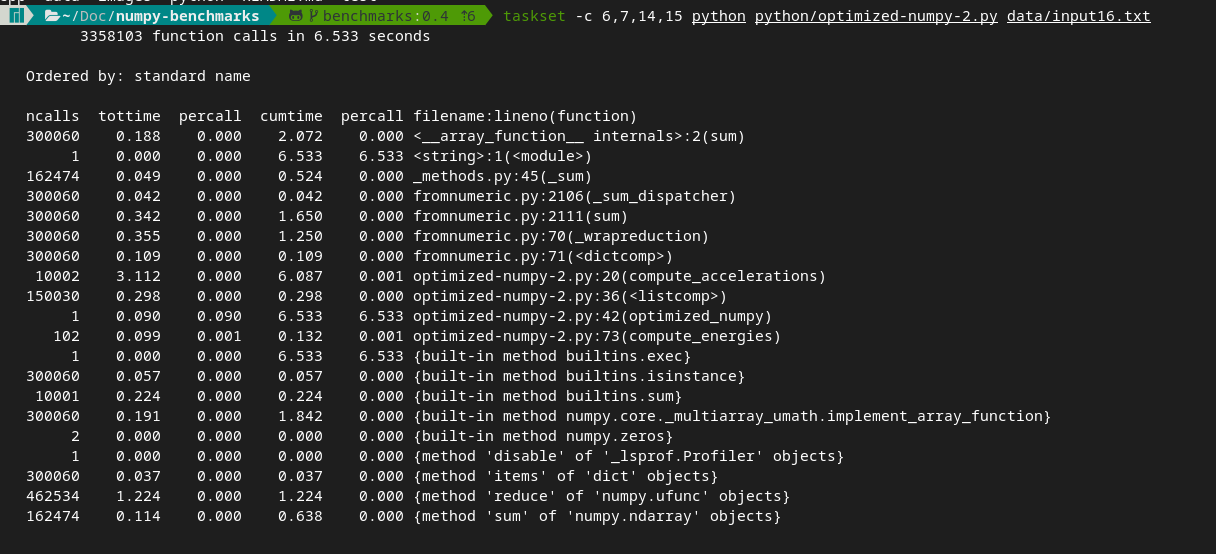 ~/Doc/numpy-benchmarks benchmarks:0.4 ⇡6 taskset -c 6,7,14,15 python python/optimized-numpy-2.py data/input16.txt
3358103 function calls in 6.533 seconds
Ordered by: standard name
ncalls tottime percall cumtime percall filename:lineno(function)
300060 0.188 0.000 2.072 0.000 <__array_function__ internals>:2(sum)
1 0.000 0.000 6.533 6.533 <string>:1(<module>)
162474 0.049 0.000 0.524 0.000 _methods.py:45(_sum)
300060 0.042 0.000 0.042 0.000 fromnumeric.py:2106(_sum_dispatcher)
300060 0.342 0.000 1.650 0.000 fromnumeric.py:2111(sum)
300060 0.355 0.000 1.250 0.000 fromnumeric.py:70(_wrapreduction)
300060 0.109 0.000 0.109 0.000 fromnumeric.py:71(<dictcomp>)
10002 3.112 0.000 6.087 0.001 optimized-numpy-2.py:20(compute_accelerations)
150030 0.298 0.000 0.298 0.000 optimized-numpy-2.py:36(<listcomp>)
1 0.090 0.090 6.533 6.533 optimized-numpy-2.py:42(optimized_numpy)
102 0.099 0.001 0.132 0.001 optimized-numpy-2.py:73(compute_energies)
1 0.000 0.000 6.533 6.533 {built-in method builtins.exec}
300060 0.057 0.000 0.057 0.000 {built-in method builtins.isinstance}
10001 0.224 0.000 0.224 0.000 {built-in method builtins.sum}
300060 0.191 0.000 1.842 0.000 {built-in method numpy.core._multiarray_umath.implement_array_function}
2 0.000 0.000 0.000 0.000 {built-in method numpy.zeros}
1 0.000 0.000 0.000 0.000 {method 'disable' of '_lsprof.Profiler' objects}
300060 0.037 0.000 0.037 0.000 {method 'items' of 'dict' objects}
462534 1.224 0.000 1.224 0.000 {method 'reduce' of 'numpy.ufunc' objects}
162474 0.114 0.000 0.638 0.000 {method 'sum' of 'numpy.ndarray' objects}